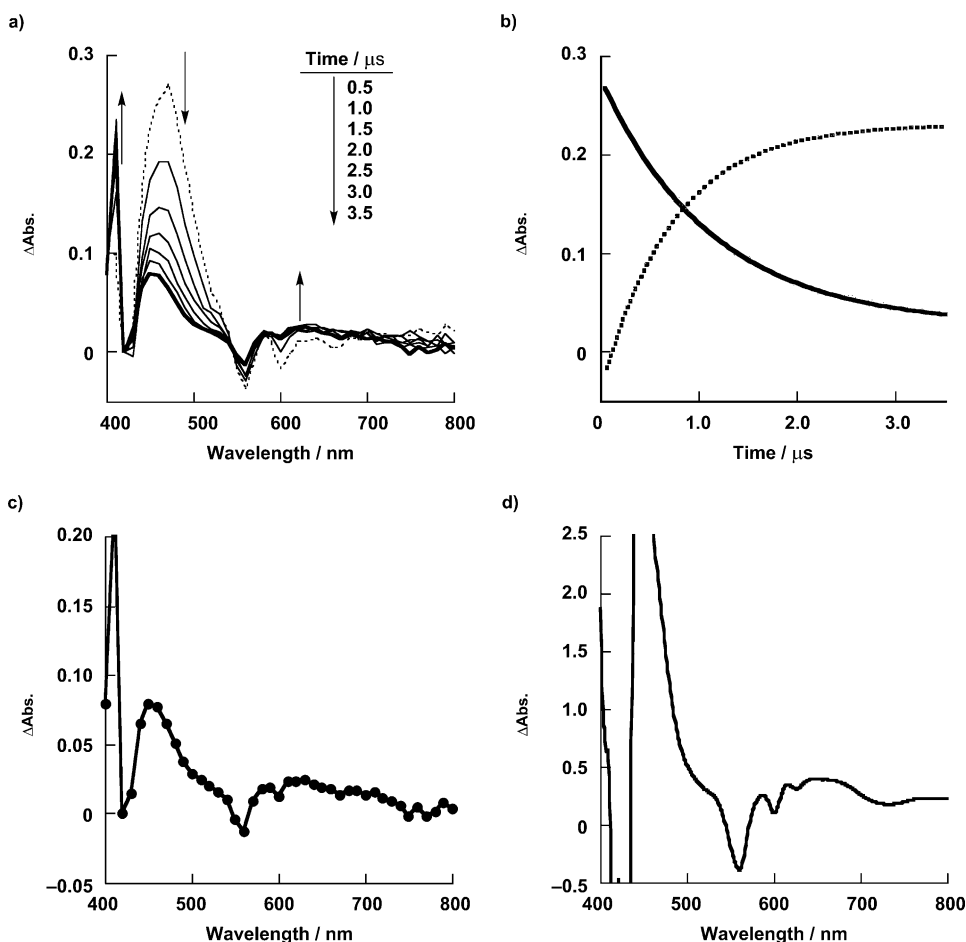 a)
0.3
0.2
0.1
0
ΔAbs.
Time / μs
0.5
1.0
1.5
2.0
2.5
3.0
3.5
400 500 600 700 800
Wavelength / nm
b)
0.3
0.2
0.1
0
ΔAbs.
0 1.0 2.0 3.0
Time / μs
c)
0.20
0.15
0.10
0.05
0
–0.05
ΔAbs.
400 500 600 700 800
Wavelength / nm
d)
2.5
2.0
1.5
1.0
0.5
0
–0.5
ΔAbs.
400 500 600 700 800
Wavelength / nm